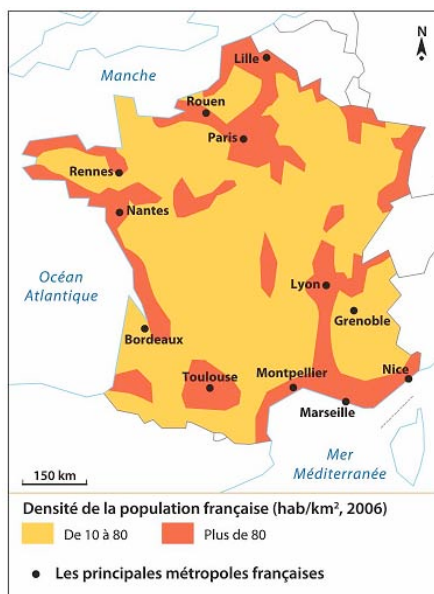 N
Manche
Lille
Rouen
Paris
Rennes
Nantes
Océan
Atlantique
Lyon
Grenoble
Bordeaux
Toulouse
Montpellier
Nice
Marseille
Mer
Méditerranée
150 km
Densité de la population française (hab/km², 2006)
De 10 à 80
Plus de 80
Les principales métropoles françaises